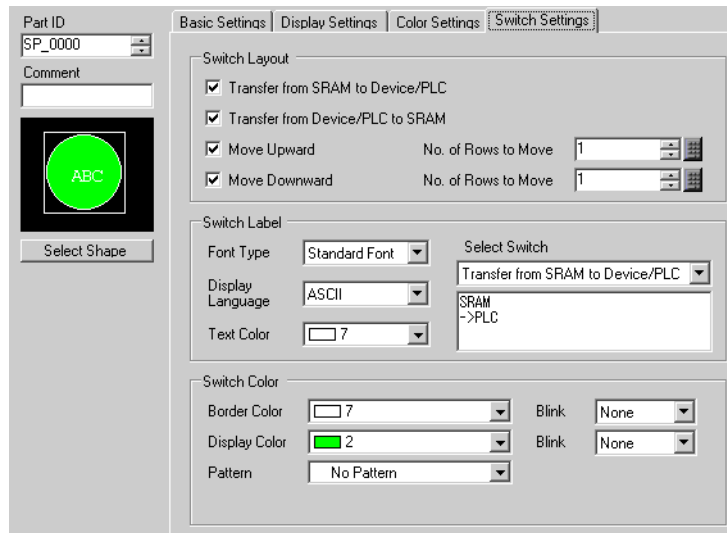 Part ID
SP_0000
Comment
ABC
Select Shape
Basic Settings Display Settings Color Settings Switch Settings
Switch Layout
Transfer from SRAM to Device/PLC
Transfer from Device/PLC to SRAM
Move Upward No. of Rows to Move 1
Move Downward No. of Rows to Move 1
Switch Label
Font Type Standard Font
Display Language ASCII
Text Color 7
Select Switch
Transfer from SRAM to Device/PLC
SRAM
->PLC
Switch Color
Border Color 7 Blink None
Display Color 2 Blink None
Pattern No Pattern